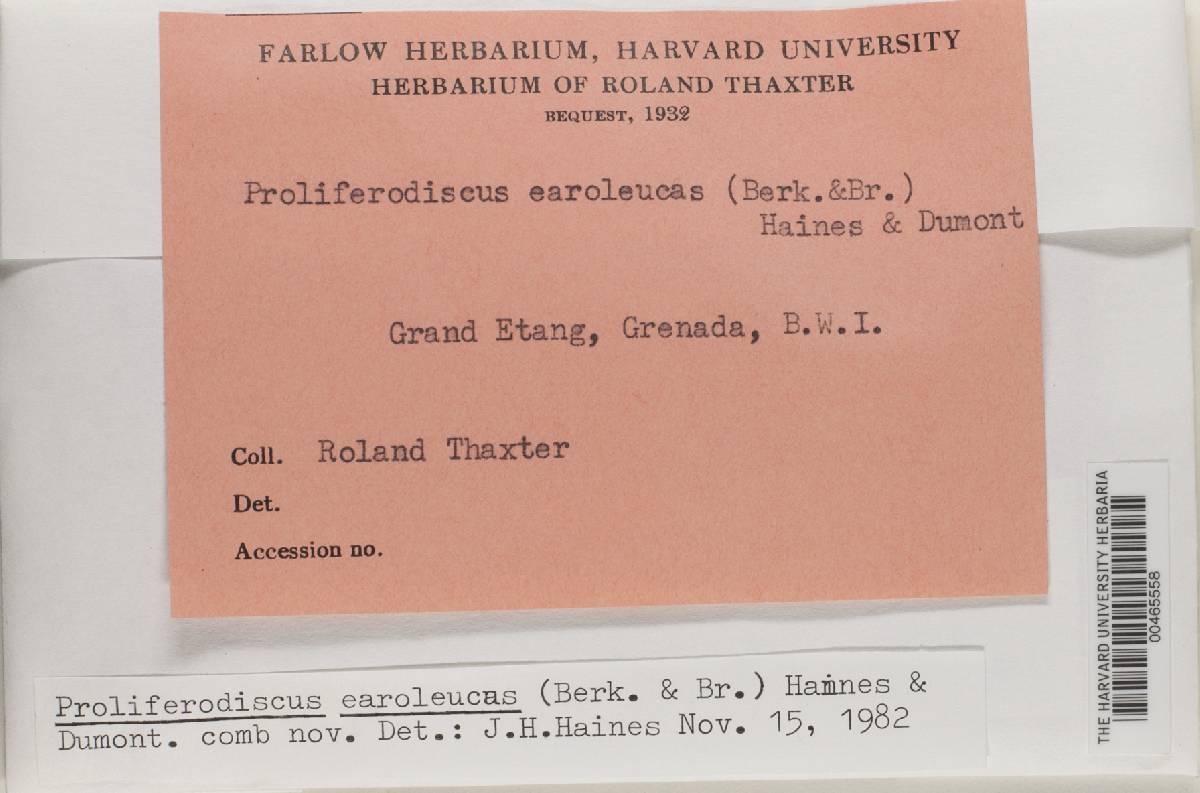 FARLOW HERBARIUM, HARVARD UNIVERSITY
HERBARIUM OF ROLAND THAXTER
BEQUEST, 1932
Proliferodiscus earoleucas (Berk.&Br.)
Haines & Dumont
Grand Etang, Grenada, B.W.I.
Coll. Roland Thaxter
Det.
Accession no.
THE HARVARD UNIVERSITY HERBARIA
00465558
Proliferodiscus earoleucas (Berk. & Br.) Haines &
Dumont. comb nov. Det.: J.H.Haines Nov. 15, 1982